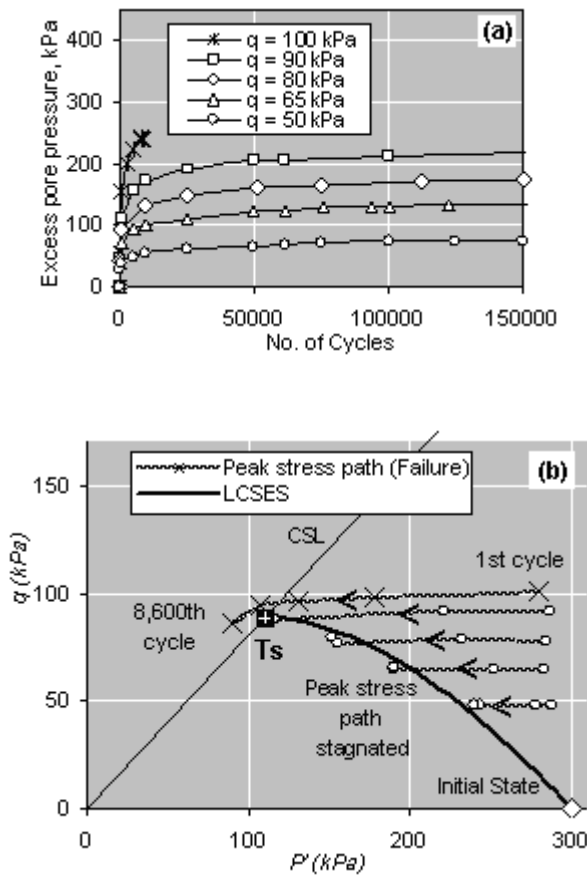 (a)
q = 100 kPa
q = 90 kPa
q = 80 kPa
q = 65 kPa
q = 50 kPa
Excess pore pressure, kPa
400
300
200
100
0
0
50000
100000
150000
No. of Cycles
(b)
Peak stress path (Failure)
LCSES
CSL
1st cycle
8,600th
cycle
Ts
Peak stress
path
stagnated
Initial State
q (kPa)
150
100
50
0
0
100
200
300
P' (kPa)